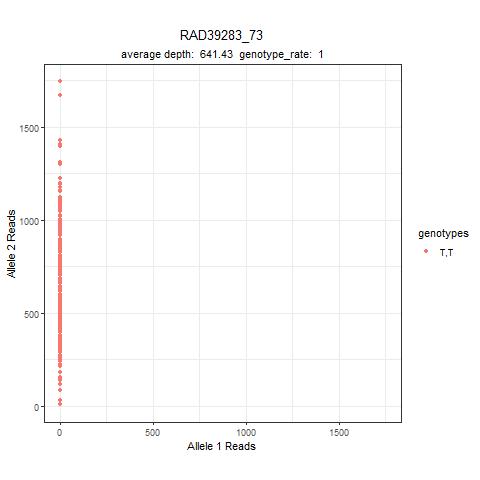 RAD39283_73
average depth: 641.43 genotype_rate: 1
Allele 2 Reads
1500
1000
500
0
0 500 1000 1500
Allele 1 Reads
genotypes
T,T